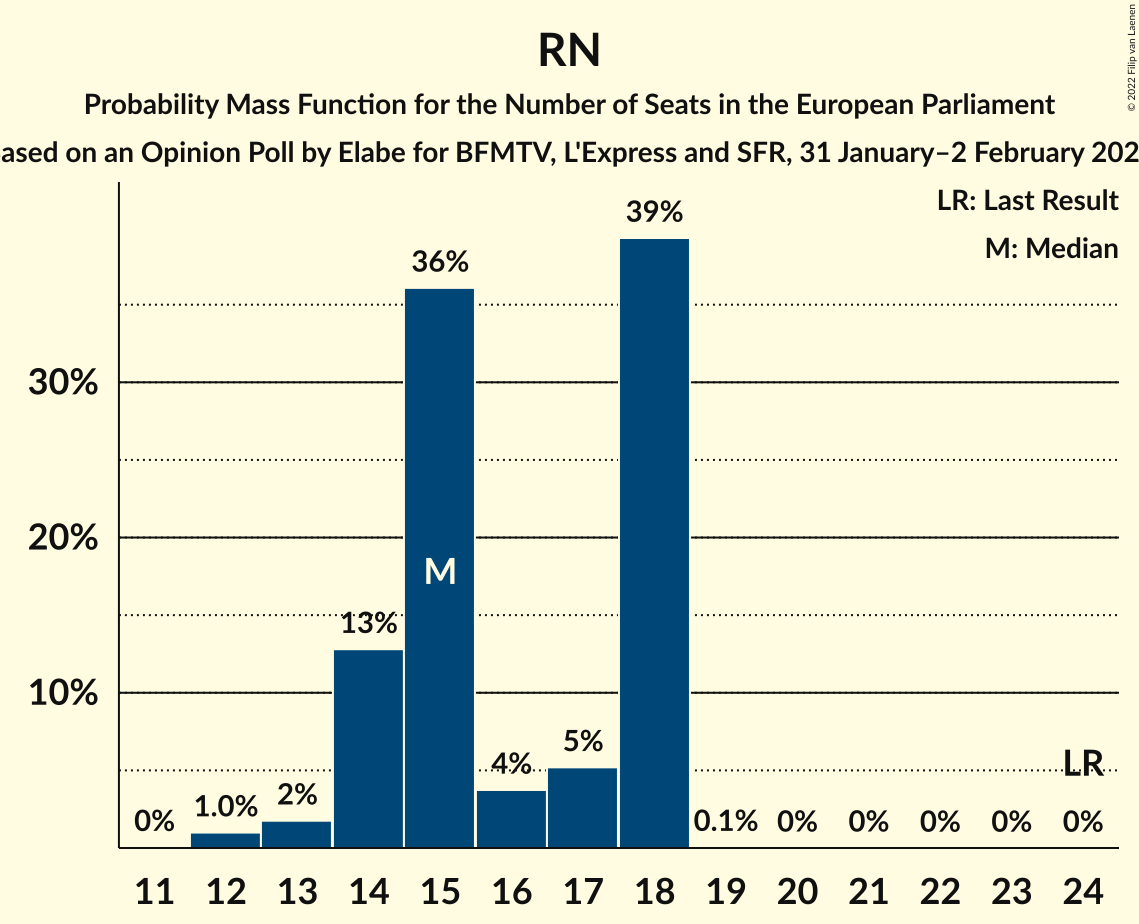 RN
Probability Mass Function for the Number of Seats in the European Parliament
ased on an Opinion Poll by Elabe for BFMTV, L'Express and SFR, 31 January–2 February 202
© 2022 Filip van Laenen
LR: Last Result
M: Median
39%
36%
30%
20%
M
13%
10%
LR
5%
4%
2%
1.0%
0%
0.1%
0%
0%
0%
0%
0%
11 12 13 14 15 16 17 18 19 20 21 22 23 24